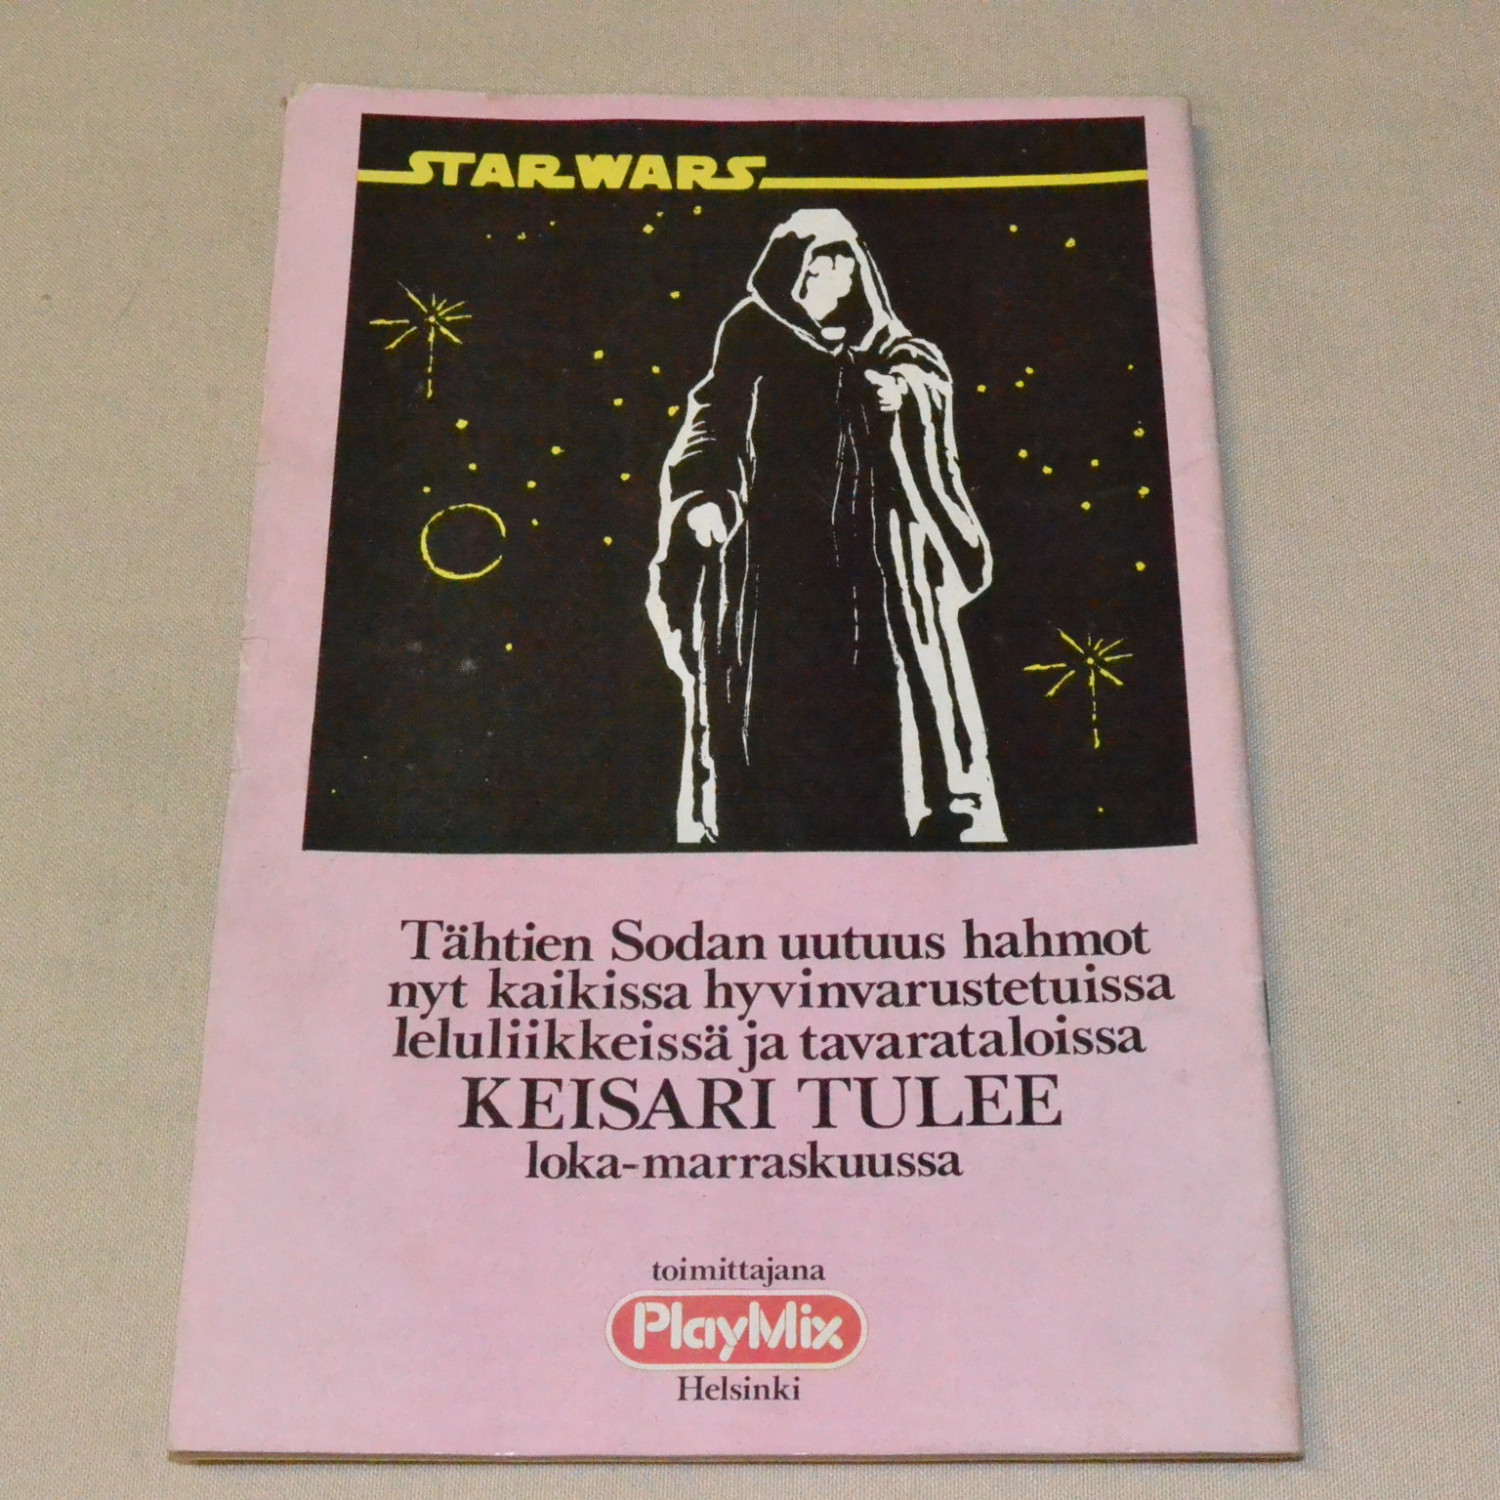 STAR WARS
Tähtien Sodan uutuus hahmot
nyt kaikissa hyvinvarustetuissa
leluliikkeissä ja tavarataloissa
KEISARI TULEE
loka-marraskuussa
toimittajana
PlayMix
Helsinki